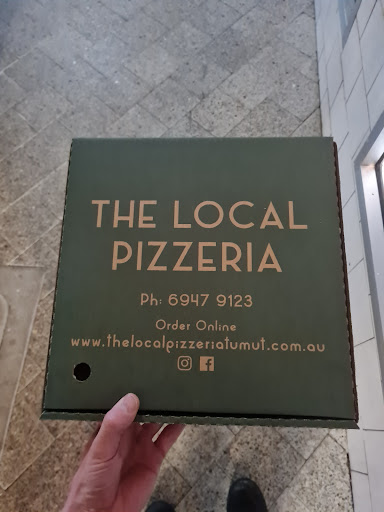 THE LOCAL
PIZZERIA
Ph: 6947 9123
Order Online
www.thelocalpizzeriatumut.com.au